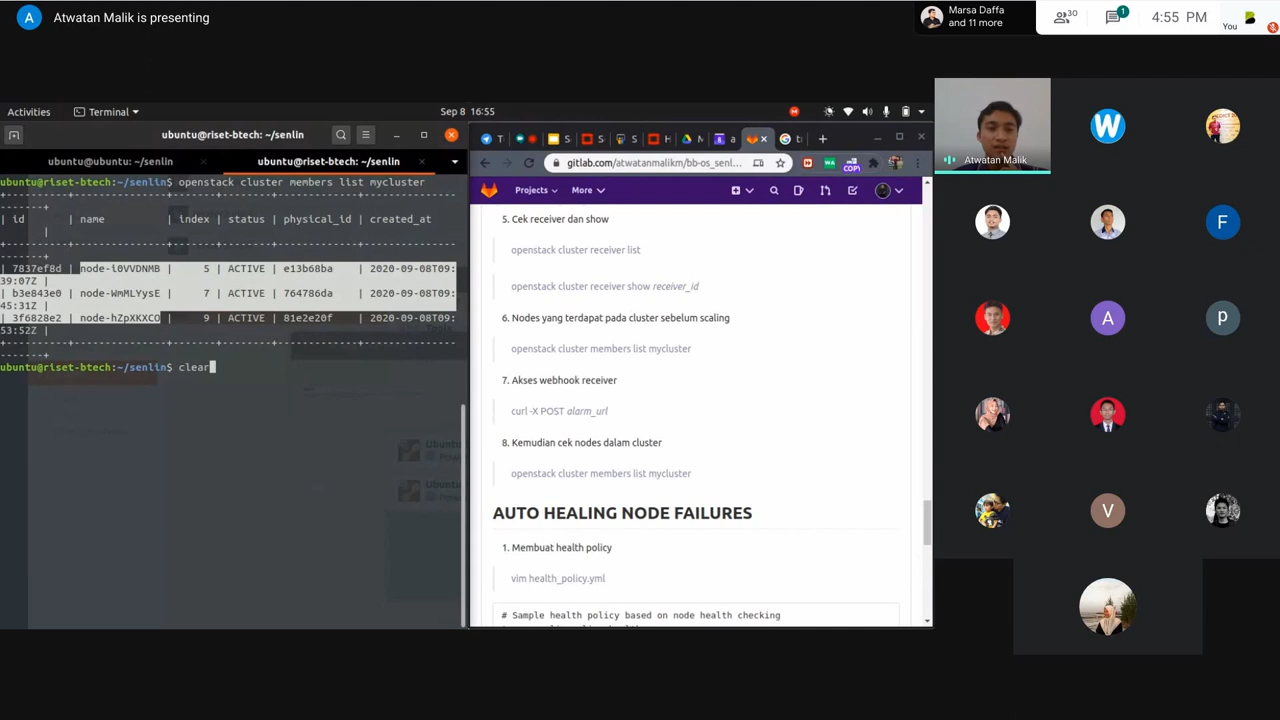 A
Atwatan Malik is presenting
Marsa Daffa
and 11 more
30
1
4:55 PM
You
Activities
Terminal
Sep 8 16:55
ubuntu@riset-btech: ~/senlin
ubuntu@ubuntu: ~/senlin
ubuntu@riset-btech: ~/senlin
ubuntu@riset-btech:~/senlin$ openstack cluster members list mycluster
| id | name | index | status | physical_id | created_at
|
| 7837ef8d | node-i0VVDNMB | 5 | ACTIVE | e13b68ba | 2020-09-08T09:
39:07Z |
| b3e843e0 | node-WmMLYysE | 7 | ACTIVE | 764786da | 2020-09-08T09:
45:31Z |
| 3f6828e2 | node-hZpXKXCO | 9 | ACTIVE | 81e2e20f | 2020-09-08T09:
53:52Z |
ubuntu@riset-btech:~/senlin$ clear
gitlab.com/atwatanmalikm/bb-os_senl...
COP!
Projects
More
5. Cek receiver dan show
openstack cluster receiver list
openstack cluster receiver show receiver_id
6. Nodes yang terdapat pada cluster sebelum scaling
openstack cluster members list mycluster
7. Akses webhook receiver
curl -X POST alarm_url
8. Kemudian cek nodes dalam cluster
openstack cluster members list mycluster
AUTO HEALING NODE FAILURES
1. Membuat health policy
vim health_policy.yml
# Sample health policy based on node health checking
Atwatan Malik
W
F
A
p
V